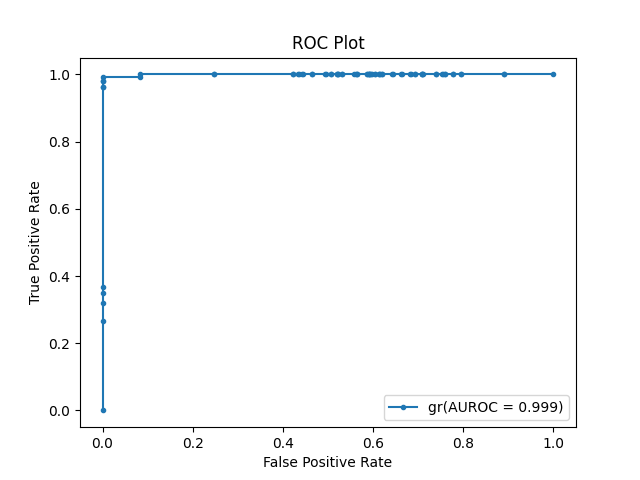 ROC Plot
1.0
0.8
0.6
0.4
0.2
0.0
True Positive Rate
gr(AUROC = 0.999)
0.0 0.2 0.4 0.6 0.8 1.0
False Positive Rate